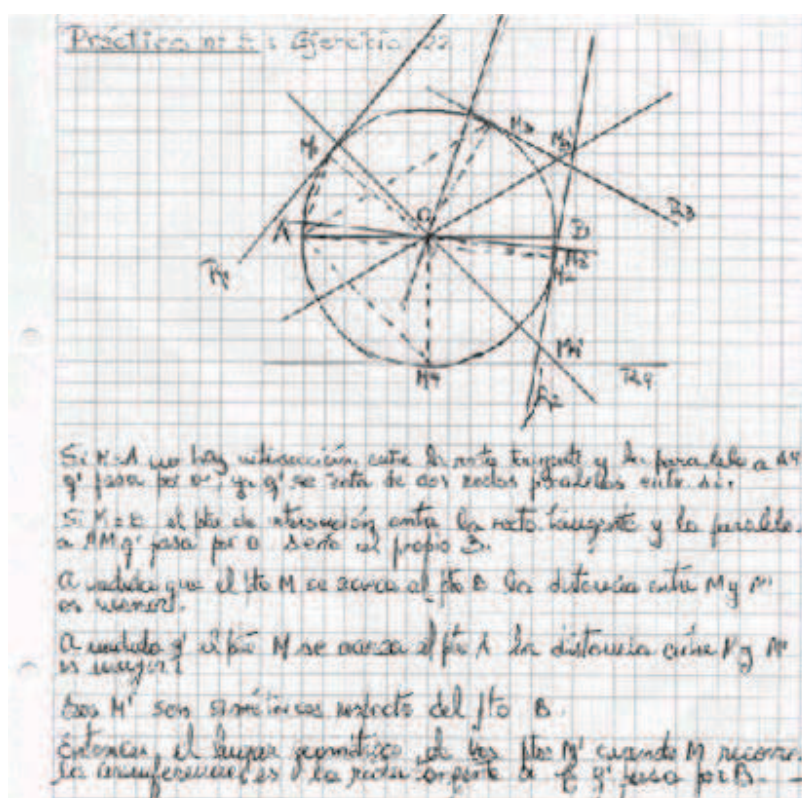 Práctica nº 5: Ejercicio 22
M3
M3'
M1
O
R3
A
B
M2'
M2
R1
M4'
M4
R4
R2
Si M=A no hay intersección entre la recta tangente y la paralela a AM
q' pasa por "o", ya q' se trata de dos rectas paralelas entre sí.
Si M=B el pto de intersección entre la recta tangente y la paralela
a AM q' pasa por O sería el propio B.
A medida que el pto M se acerca al pto B la distancia entre M y M'
es menor.
A medida q' el pto M se acerca al pto A la distancia entre M y M'
es mayor.
Los M' son simétricos respecto del pto B.
Entonces, el lugar geométrico de los ptos M' cuando M recorre
la circunferencia es la recta tangente a q' pasa por B.